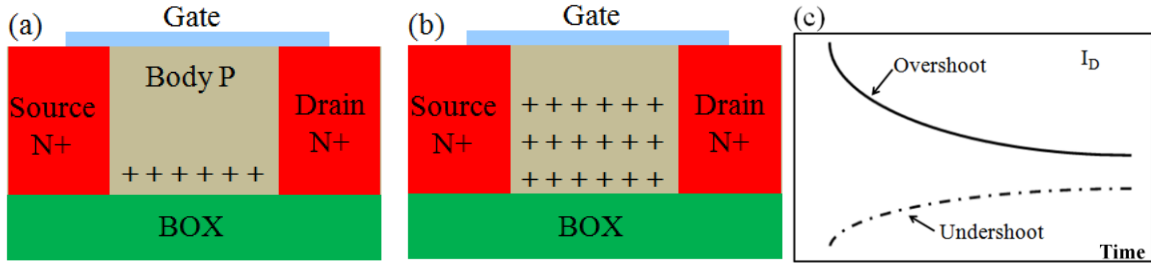 (a)
Gate
Body P
Source
N+
Drain
N+
+ + + + + +
BOX
(b)
Gate
Source
N+
Drain
N+
+ + + + + +
+ + + + + +
+ + + + + +
BOX
(c)
I_D
Overshoot
Undershoot
Time